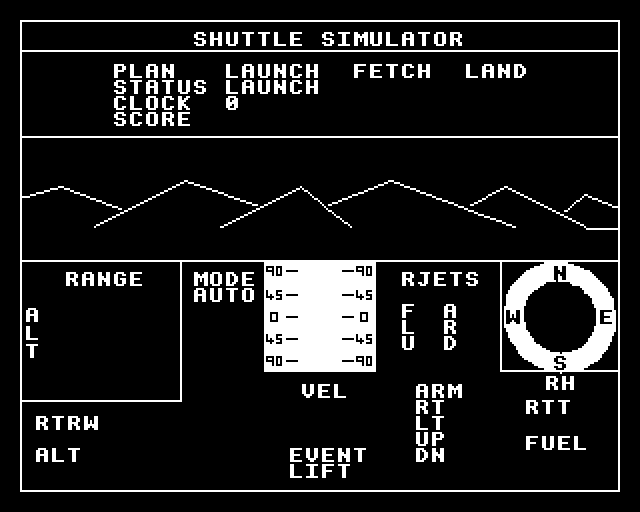 SHUTTLE SIMULATOR
PLAN LAUNCH FETCH LAND
STATUS LAUNCH
CLOCK 0
SCORE
RANGE
ALT
RTRW
ALT
MODE
AUTO
90 90
45 45
0 0
45 45
90 90
VEL
EVENT
LIFT
RJETS
F A
L R
U D
ARM
RT
LT
UP
DN
N
W E
S
RH
RTT
FUEL